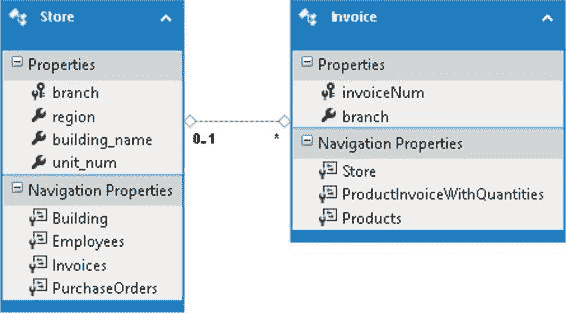 Store
Properties
branch
region
building_name
unit_num
Navigation Properties
Building
Employees
Invoices
PurchaseOrders
0..1
*
Invoice
Properties
invoiceNum
branch
Navigation Properties
Store
ProductInvoiceWithQuantities
Products